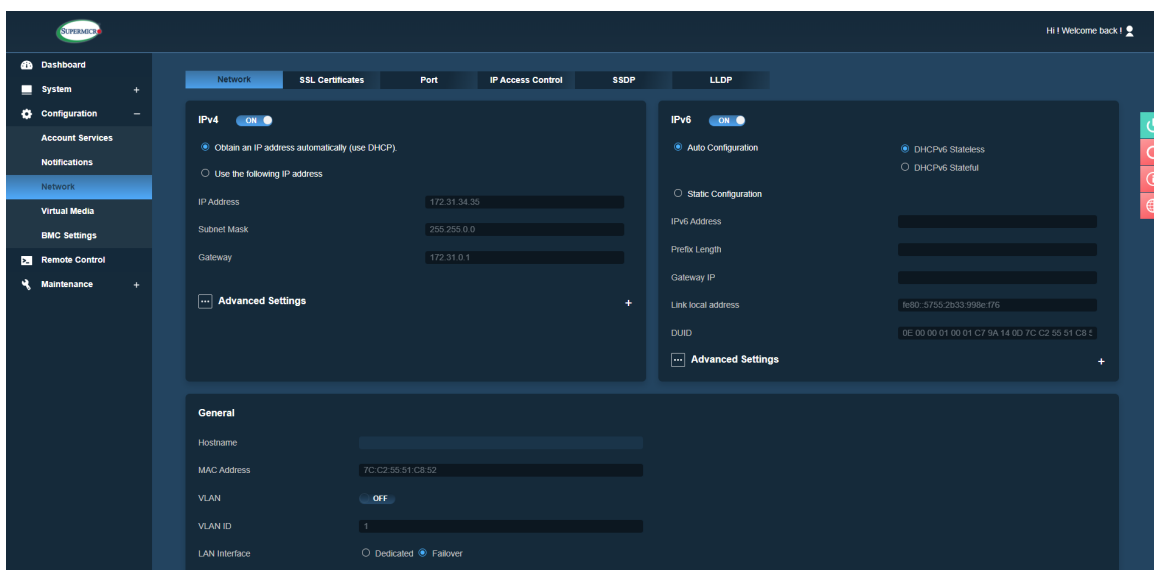 SUPERMICR
Hi ! Welcome back !
Dashboard
System +
Configuration −
Account Services
Notifications
Network
Virtual Media
BMC Settings
Remote Control
Maintenance +
Network SSL Certificates Port IP Access Control SSDP LLDP
IPv4 ON
Obtain an IP address automatically (use DHCP).
Use the following IP address
IP Address 172.31.34.35
Subnet Mask 255.255.0.0
Gateway 172.31.0.1
Advanced Settings +
IPv6 ON
Auto Configuration DHCPv6 Stateless
DHCPv6 Stateful
Static Configuration
IPv6 Address
Prefix Length
Gateway IP
Link local address fe80::5755:2b33:998e:f76
DUID 0E 00 00 01 00 01 C7 9A 14 0D 7C C2 55 51 C8
Advanced Settings +
General
Hostname
MAC Address 7C:C2:55:51:C8:52
VLAN OFF
VLAN ID 1
LAN Interface Dedicated Failover